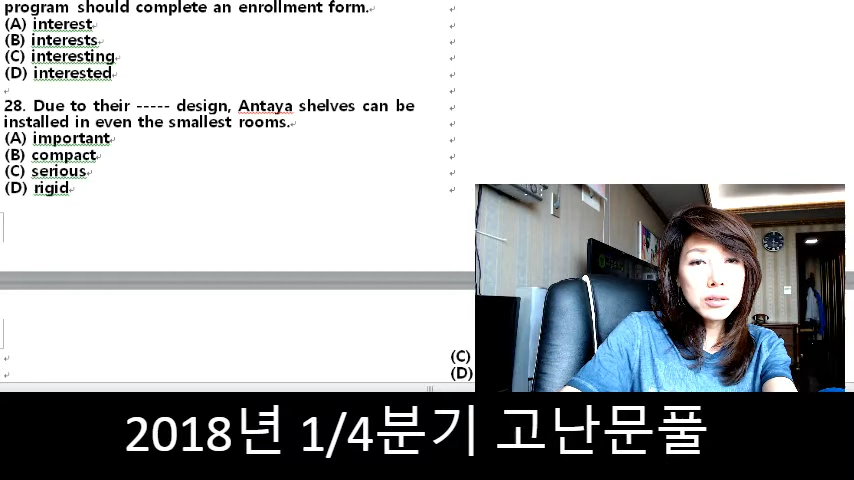 program should complete an enrollment form.
(A) interest
(B) interests
(C) interesting
(D) interested
28. Due to their ----- design, Antaya shelves can be
installed in even the smallest rooms.
(A) important
(B) compact
(C) serious
(D) rigid
(C)
(D)
2018년 1/4분기 고난문풀